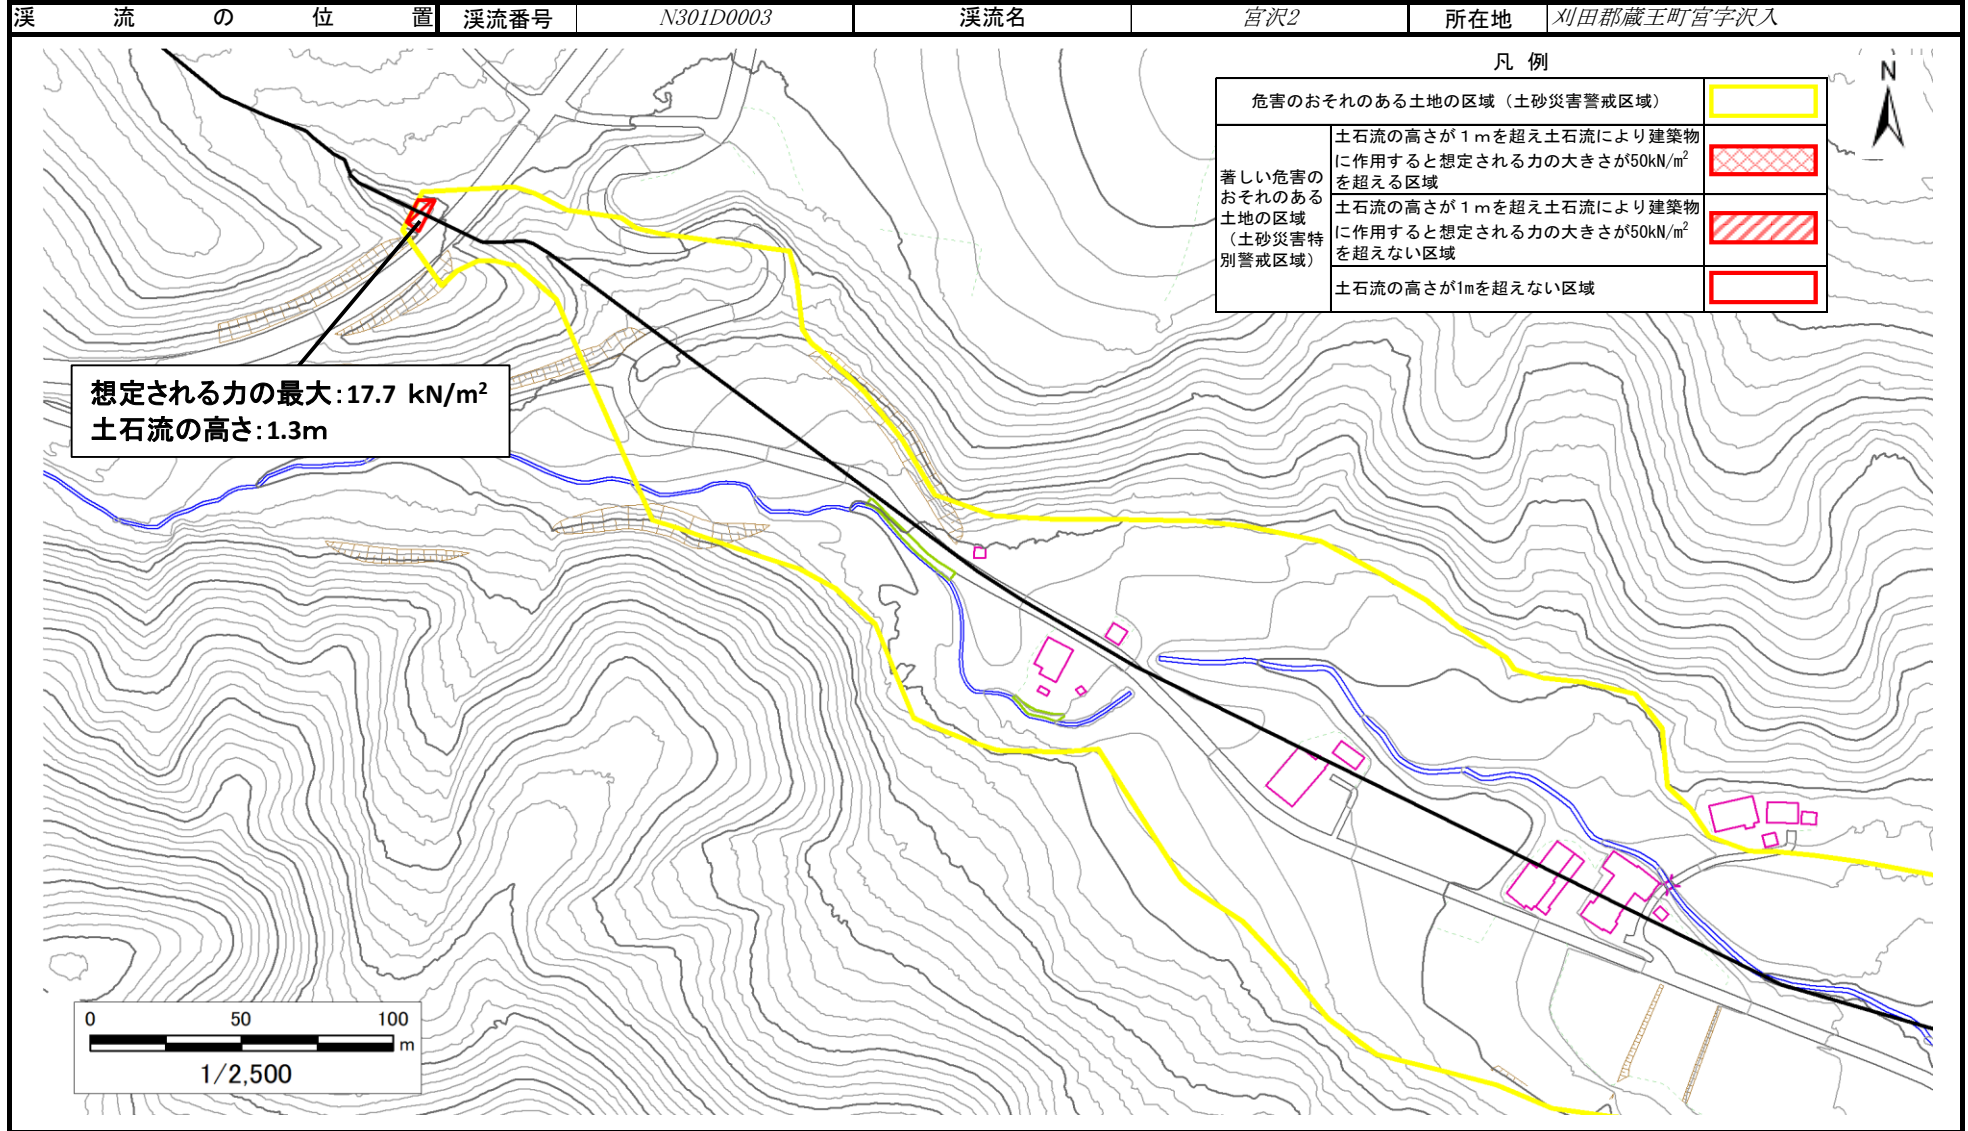 渓流の位置 渓流番号 N301D0003 渓流名 宮沢2 所在地 刈田郡蔵王町宮字沢入
凡 例
N
危害のおそれのある土地の区域（土砂災害警戒区域）
著しい危害の
おそれのある
土地の区域
（土砂災害特
別警戒区域）
土石流の高さが１ｍを超え土石流により建築物
に作用すると想定される力の大きさが50kN/m²
を超える区域
土石流の高さが１ｍを超え土石流により建築物
に作用すると想定される力の大きさが50kN/m²
を超えない区域
土石流の高さが1mを超えない区域
想定される力の最大：17.7 kN/m²
土石流の高さ：1.3m
0 50 100
m
1/2,500